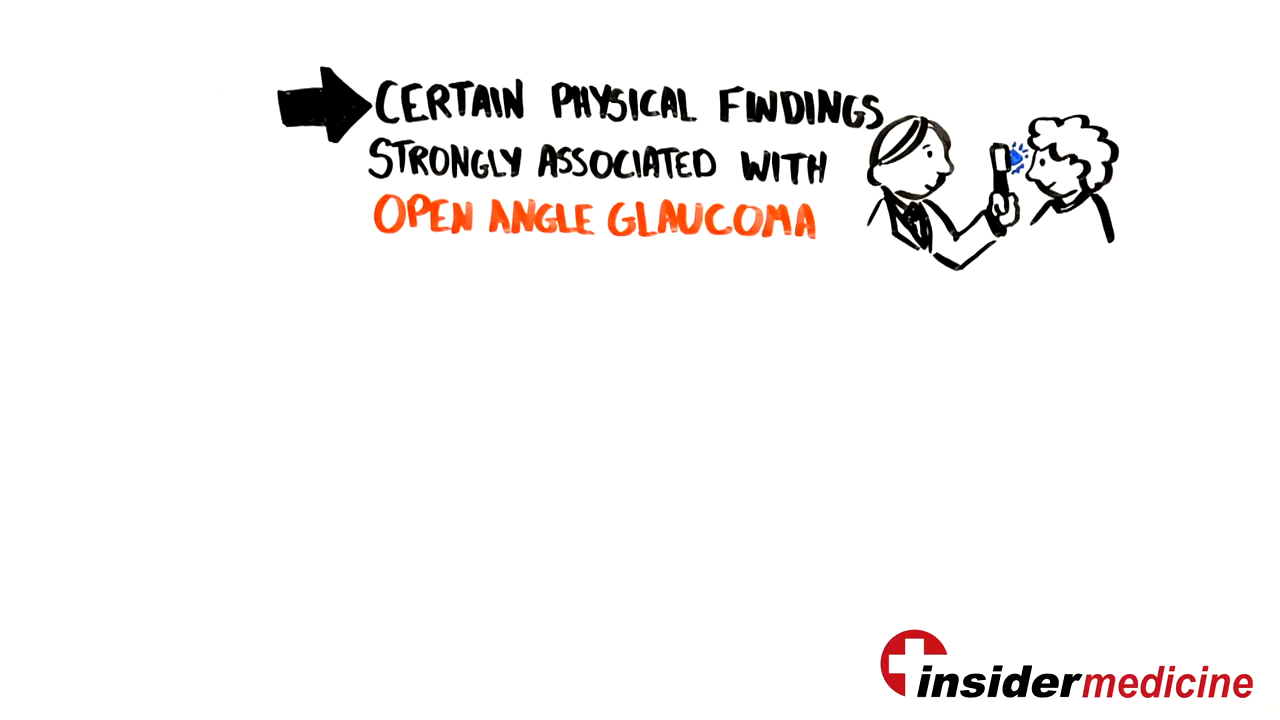 CERTAIN PHYSICAL FINDINGS
STRONGLY ASSOCIATED WITH
OPEN ANGLE GLAUCOMA
insidermedicine